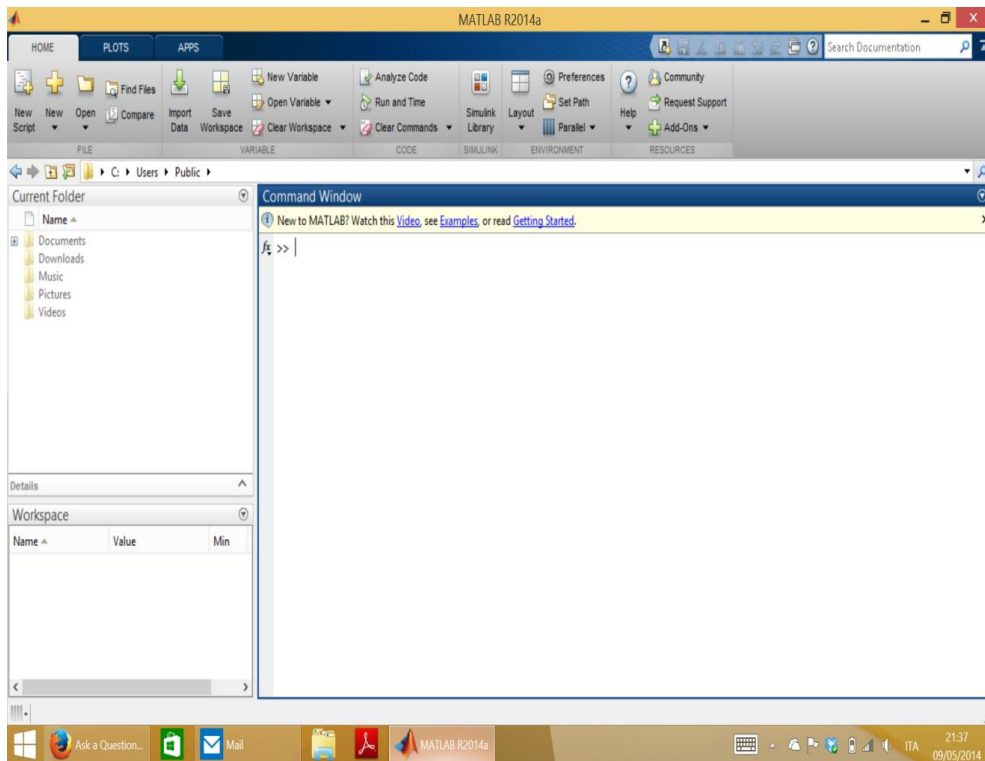 MATLAB R2014a
HOME PLOTS APPS
Search Documentation
New Script
New
Open
Find Files
Compare
FILE
Import Data
Save Workspace
New Variable
Open Variable
Clear Workspace
VARIABLE
Analyze Code
Run and Time
Clear Commands
CODE
Simulink Library
SIMULINK
Layout
Preferences
Set Path
Parallel
ENVIRONMENT
Help
Community
Request Support
Add-Ons
RESOURCES
C: Users Public
Current Folder
Name
Documents
Downloads
Music
Pictures
Videos
Details
Workspace
Name Value Min
Command Window
New to MATLAB? Watch this Video, see Examples, or read Getting Started.
fx >>
Ask a Question...
Mail
MATLAB R2014a
ITA
21:37
09/05/2014